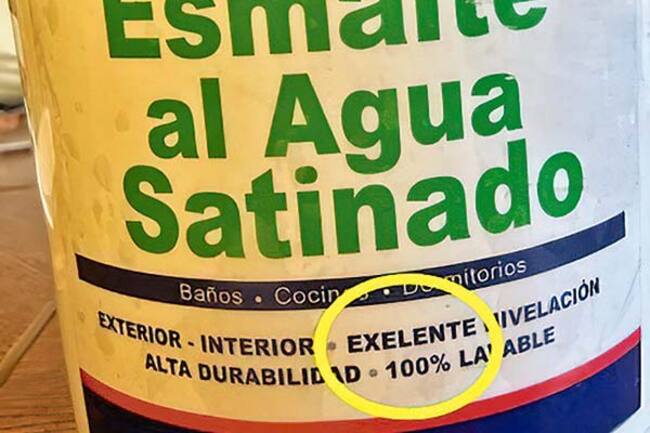 Esmalte
al Agua
Satinado
Baños • Cocinas • Dormitorios
EXTERIOR - INTERIOR • EXELENTE NIVELACIÓN
ALTA DURABILIDAD • 100% LAVABLE